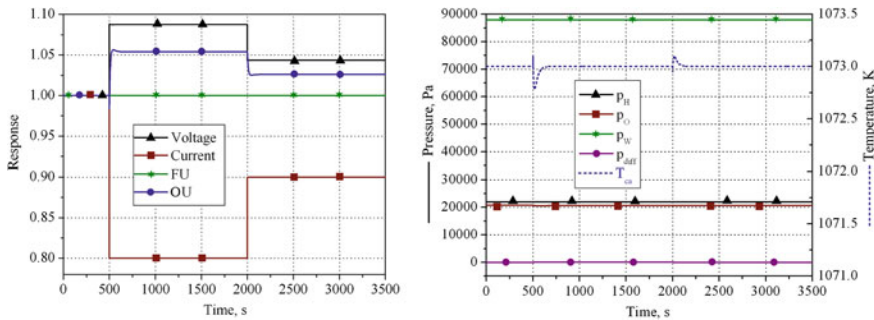 1.10
1.05
1.00
0.95
0.90
0.85
0.80
Response
Voltage
Current
FU
OU
0 500 1000 1500 2000 2500 3000 3500
Time, s
90000
80000
70000
60000
50000
40000
30000
20000
10000
0
Pressure, Pa
p_H
p_O
p_W
p_diff
T_ca
0 500 1000 1500 2000 2500 3000 3500
Time, s
1073.5
1073.0
1072.5
1072.0
1071.5
1071.0
Temperature, K